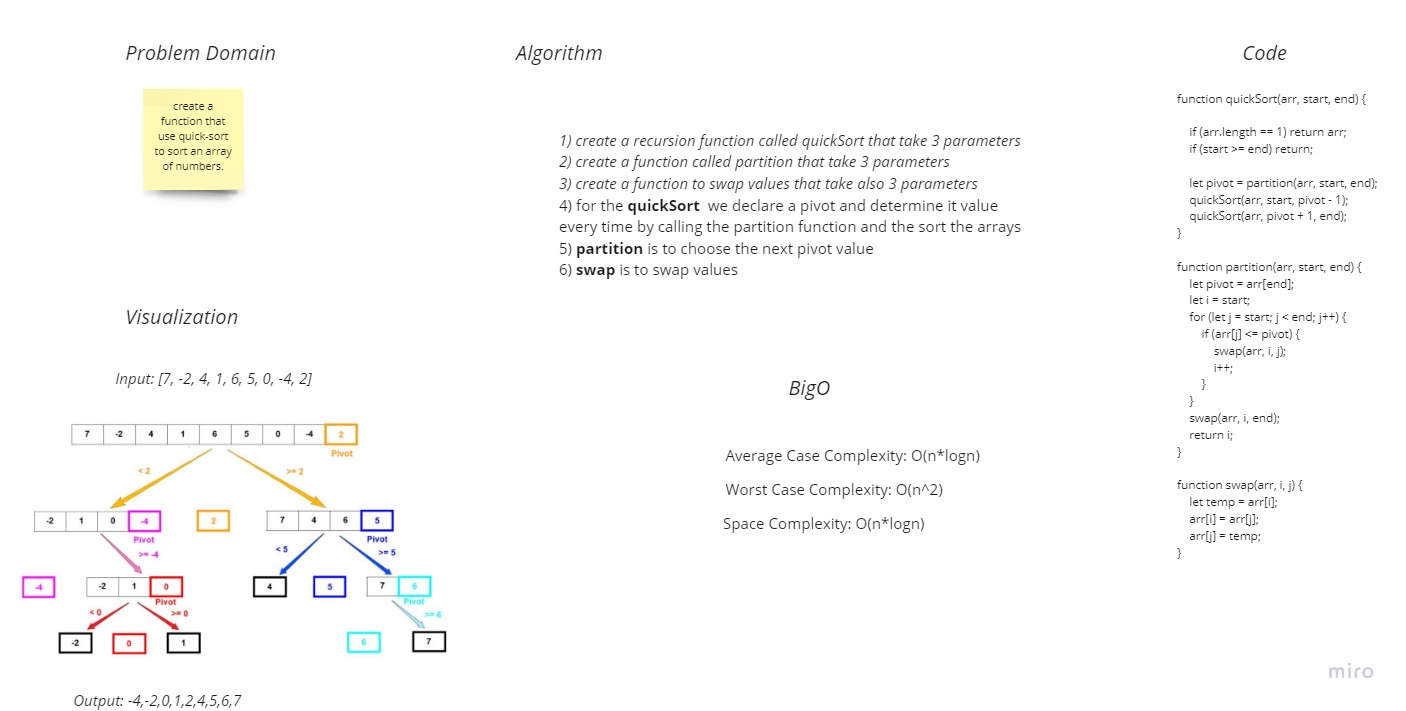 Problem Domain
create a
function that
use quick-sort
to sort an array
of numbers.
Visualization
Input: [7, -2, 4, 1, 6, 5, 0, -4, 2]
7 -2 4 1 6 5 0 -4 2
Pivot
< 2 >= 2
-2 1 0 -4 2 7 4 6 5
Pivot Pivot
>= -4 < 5 >= 5
-4 -2 1 0 4 5 7 6
Pivot Pivot
< 0 >= 0 >= 6
-2 0 1 6 7
Output: -4,-2,0,1,2,4,5,6,7
Algorithm
1) create a recursion function called quickSort that take 3 parameters
2) create a function called partition that take 3 parameters
3) create a function to swap values that take also 3 parameters
4) for the quickSort we declare a pivot and determine it value
every time by calling the partition function and the sort the arrays
5) partition is to choose the next pivot value
6) swap is to swap values
BigO
Average Case Complexity: O(n*logn)
Worst Case Complexity: O(n^2)
Space Complexity: O(n*logn)
Code
function quickSort(arr, start, end) {
if (arr.length == 1) return arr;
if (start >= end) return;
let pivot = partition(arr, start, end);
quickSort(arr, start, pivot - 1);
quickSort(arr, pivot + 1, end);
}
function partition(arr, start, end) {
let pivot = arr[end];
let i = start;
for (let j = start; j < end; j++) {
if (arr[j] <= pivot) {
swap(arr, i, j);
i++;
}
}
swap(arr, i, end);
return i;
}
function swap(arr, i, j) {
let temp = arr[i];
arr[i] = arr[j];
arr[j] = temp;
}
miro